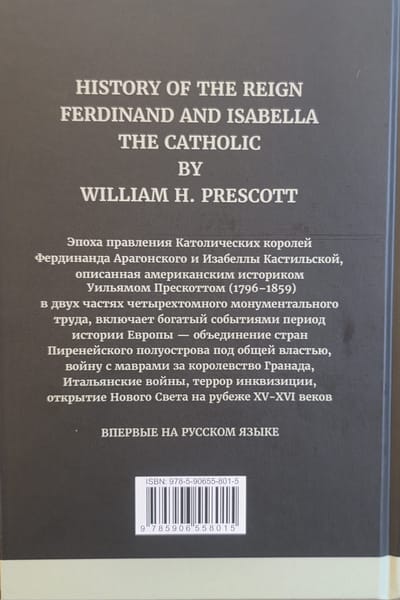 HISTORY OF THE REIGN
FERDINAND AND ISABELLA
THE CATHOLIC
BY
WILLIAM H. PRESCOTT
Эпоха правления Католических королей
Фердинанда Арагонского и Изабеллы Кастильской,
описанная американским историком
Уильямом Прескоттом (1796–1859)
в двух частях четырехтомного монументального
труда, включает богатый событиями период
истории Европы — объединение стран
Пиренейского полуострова под общей властью,
войну с маврами за королевство Гранада,
Итальянские войны, террор инквизиции,
открытие Нового Света на рубеже XV–XVI веков
ВПЕРВЫЕ НА РУССКОМ ЯЗЫКЕ
ISBN: 978-5-90655-801-5
9 785906 558015